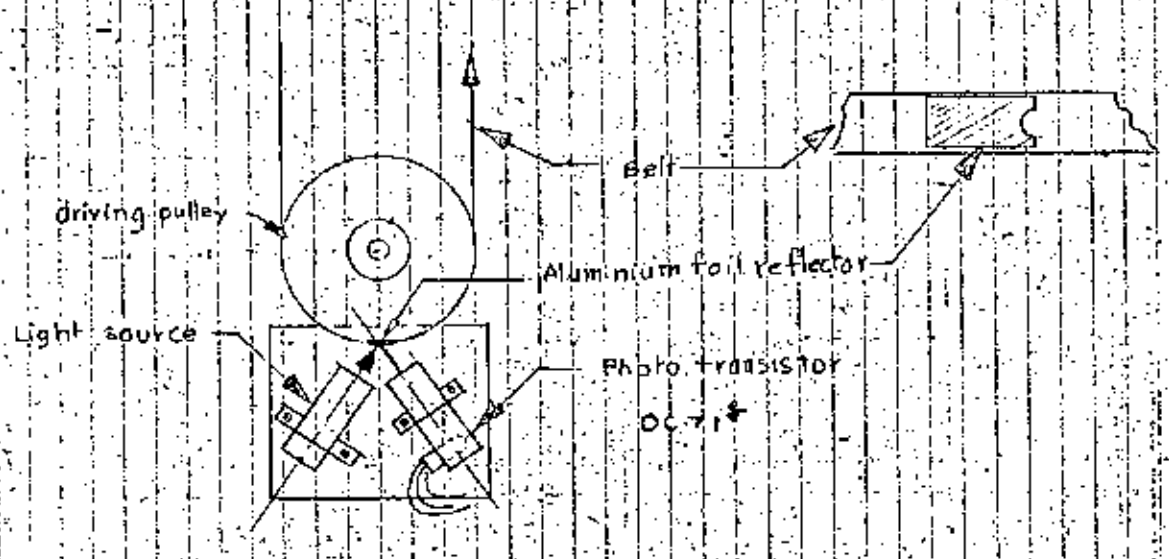 Belt
driving pulley
Aluminium foil reflector
Light source
Photo transistor